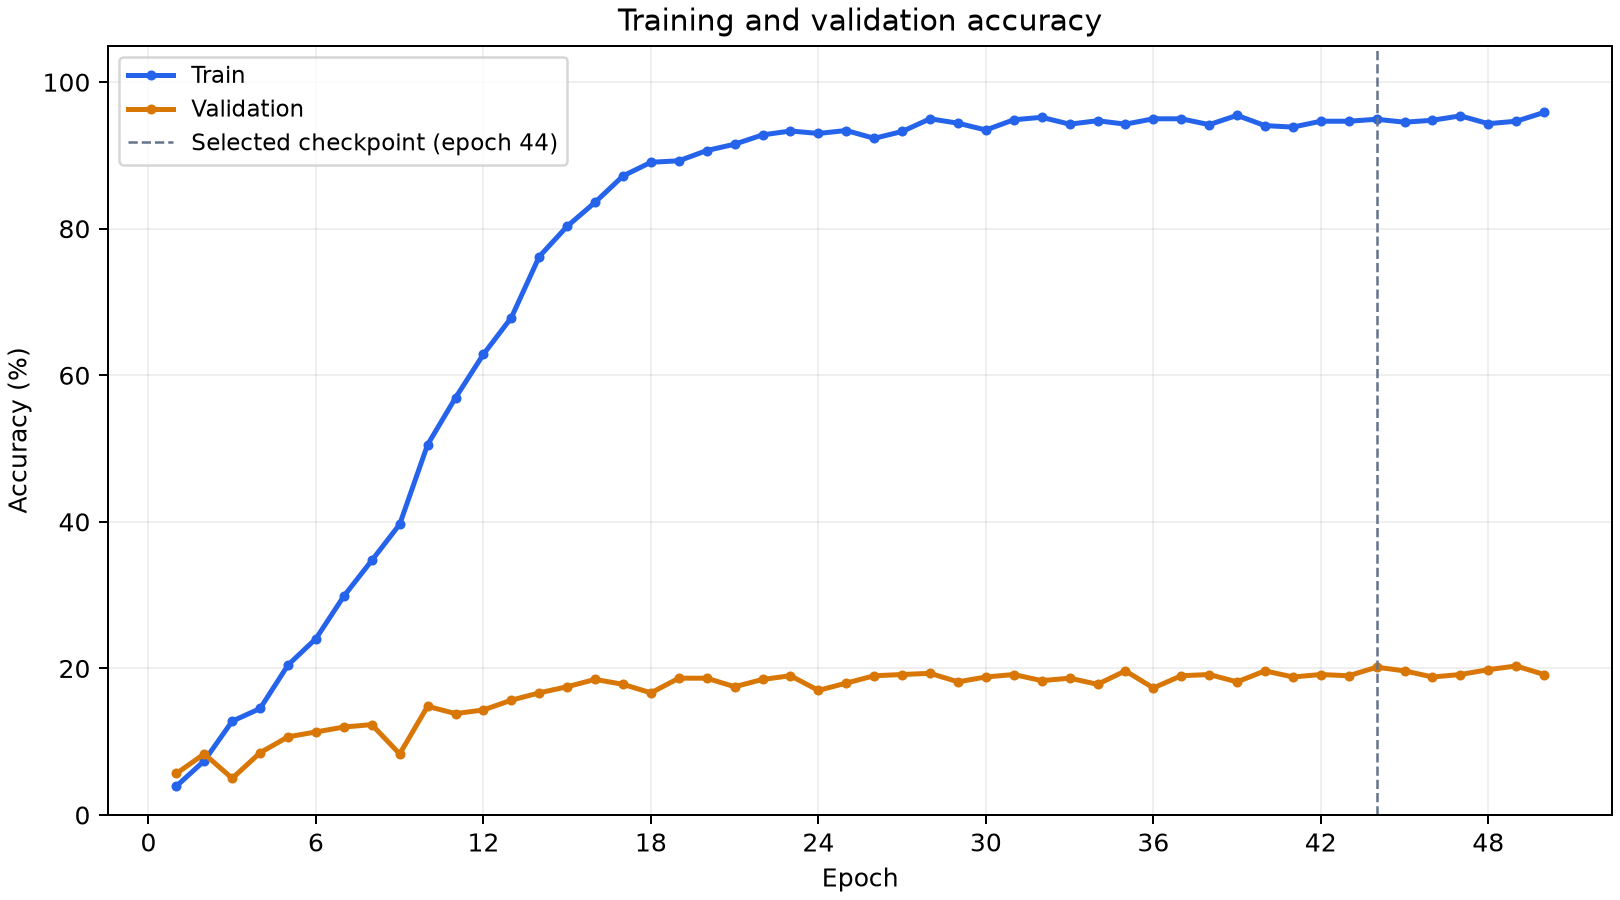 Training and validation accuracy
Train
Validation
Selected checkpoint (epoch 44)
100
80
60
40
20
0
Accuracy (%)
0 6 12 18 24 30 36 42 48
Epoch